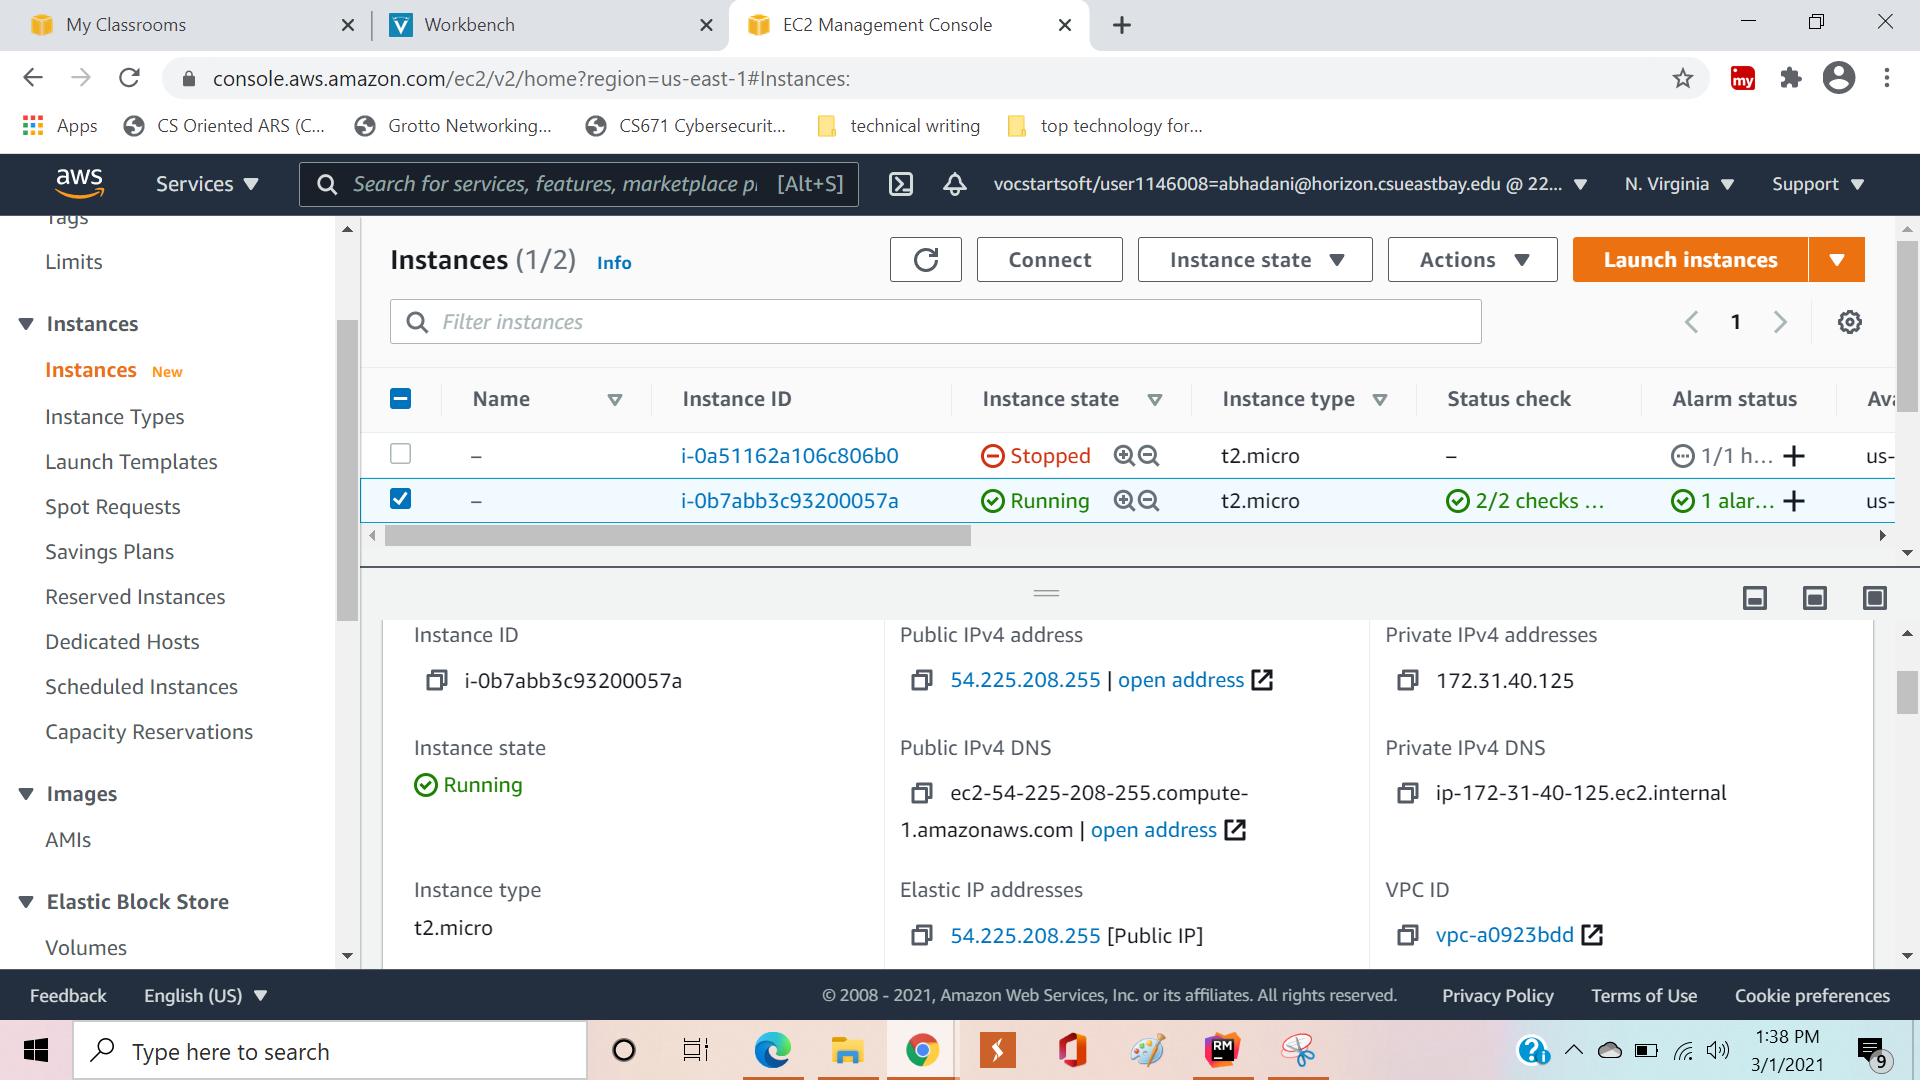 My Classrooms
Workbench
EC2 Management Console
console.aws.amazon.com/ec2/v2/home?region=us-east-1#Instances:
my
Apps
CS Oriented ARS (C...
Grotto Networking...
CS671 Cybersecurit...
technical writing
top technology for...
aws
Services
Search for services, features, marketplace pr
[Alt+S]
vocstartsoft/user1146008=abhadani@horizon.csueastbay.edu @ 22...
N. Virginia
Support
Tags
Limits
Instances
Instances New
Instance Types
Launch Templates
Spot Requests
Savings Plans
Reserved Instances
Dedicated Hosts
Scheduled Instances
Capacity Reservations
Images
AMIs
Elastic Block Store
Volumes
Instances (1/2) Info
Connect
Instance state
Actions
Launch instances
Filter instances
1
Name
Instance ID
Instance state
Instance type
Status check
Alarm status
Ava
– i-0a51162a106c806b0 Stopped t2.micro – 1/1 h... + us-
– i-0b7abb3c93200057a Running t2.micro 2/2 checks ... 1 alar... + us-
Instance ID
i-0b7abb3c93200057a
Public IPv4 address
54.225.208.255 | open address
Private IPv4 addresses
172.31.40.125
Instance state
Running
Public IPv4 DNS
ec2-54-225-208-255.compute-
1.amazonaws.com | open address
Private IPv4 DNS
ip-172-31-40-125.ec2.internal
Instance type
t2.micro
Elastic IP addresses
54.225.208.255 [Public IP]
VPC ID
vpc-a0923bdd
Feedback
English (US)
© 2008 - 2021, Amazon Web Services, Inc. or its affiliates. All rights reserved.
Privacy Policy
Terms of Use
Cookie preferences
Type here to search
RM
1:38 PM
3/1/2021
9